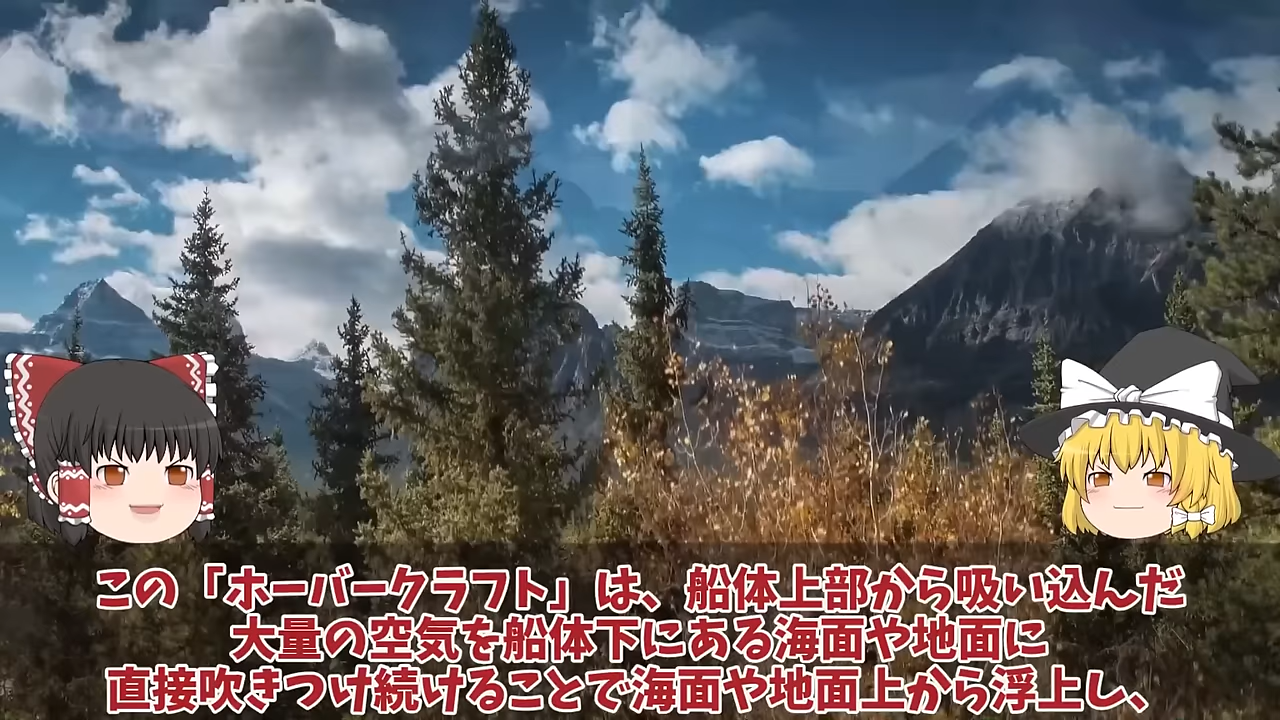 この「ホーバークラフト」は、船体上部から吸い込んだ
大量の空気を船体下にある海面や地面に
直接吹きつけ続けることで海面や地面上から浮上し、